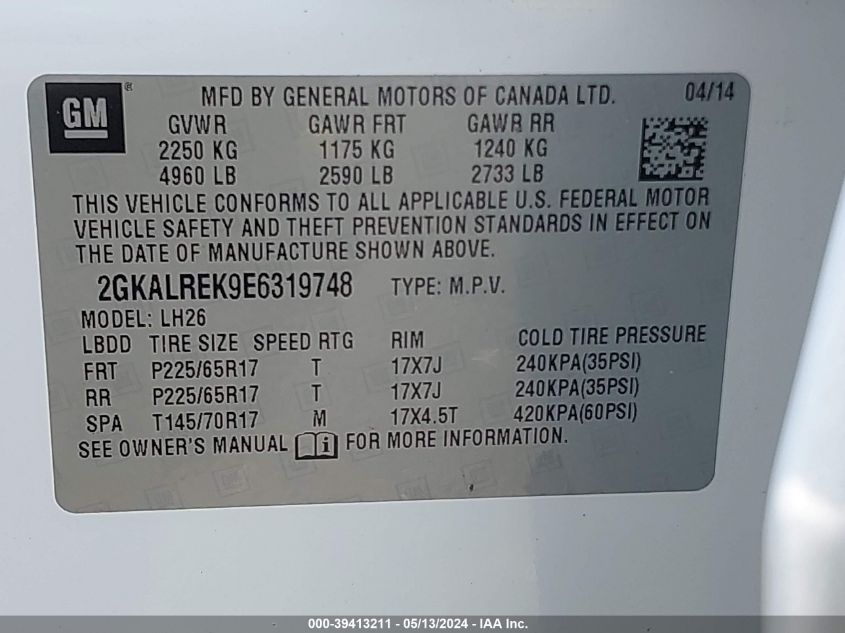 GM ® MFD BY GENERAL MOTORS OF CANADA LTD. 04/14
GVWR GAWR FRT GAWR RR
2250 KG 1175 KG 1240 KG
4960 LB 2590 LB 2733 LB
THIS VEHICLE CONFORMS TO ALL APPLICABLE U.S. FEDERAL MOTOR
VEHICLE SAFETY AND THEFT PREVENTION STANDARDS IN EFFECT ON
THE DATE OF MANUFACTURE SHOWN ABOVE.
2GKALREK9E6319748 TYPE: M.P.V.
MODEL: LH26
LBDD TIRE SIZE SPEED RTG RIM COLD TIRE PRESSURE
FRT P225/65R17 T 17X7J 240KPA(35PSI)
RR P225/65R17 T 17X7J 240KPA(35PSI)
SPA T145/70R17 M 17X4.5T 420KPA(60PSI)
SEE OWNER'S MANUAL i FOR MORE INFORMATION.
000-39413211 - 05/13/2024 - IAA Inc.